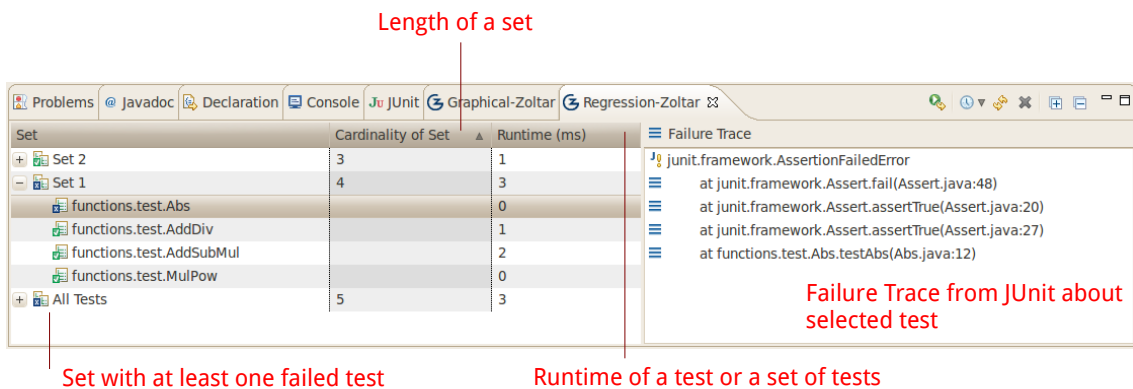 Length of a set
Problems @ Javadoc Declaration Console JUnit Graphical-Zoltar Regression-Zoltar
Set Cardinality of Set Runtime (ms) Failure Trace
Set 2 3 1
junit.framework.AssertionFailedError
Set 1 4 3
at junit.framework.Assert.fail(Assert.java:48)
functions.test.Abs 0
at junit.framework.Assert.assertTrue(Assert.java:20)
functions.test.AddDiv 1
at junit.framework.Assert.assertTrue(Assert.java:27)
functions.test.AddSubMul 2
at functions.test.Abs.testAbs(Abs.java:12)
functions.test.MulPow 0
All Tests 5 3
Failure Trace from JUnit about
selected test
Set with at least one failed test
Runtime of a test or a set of tests